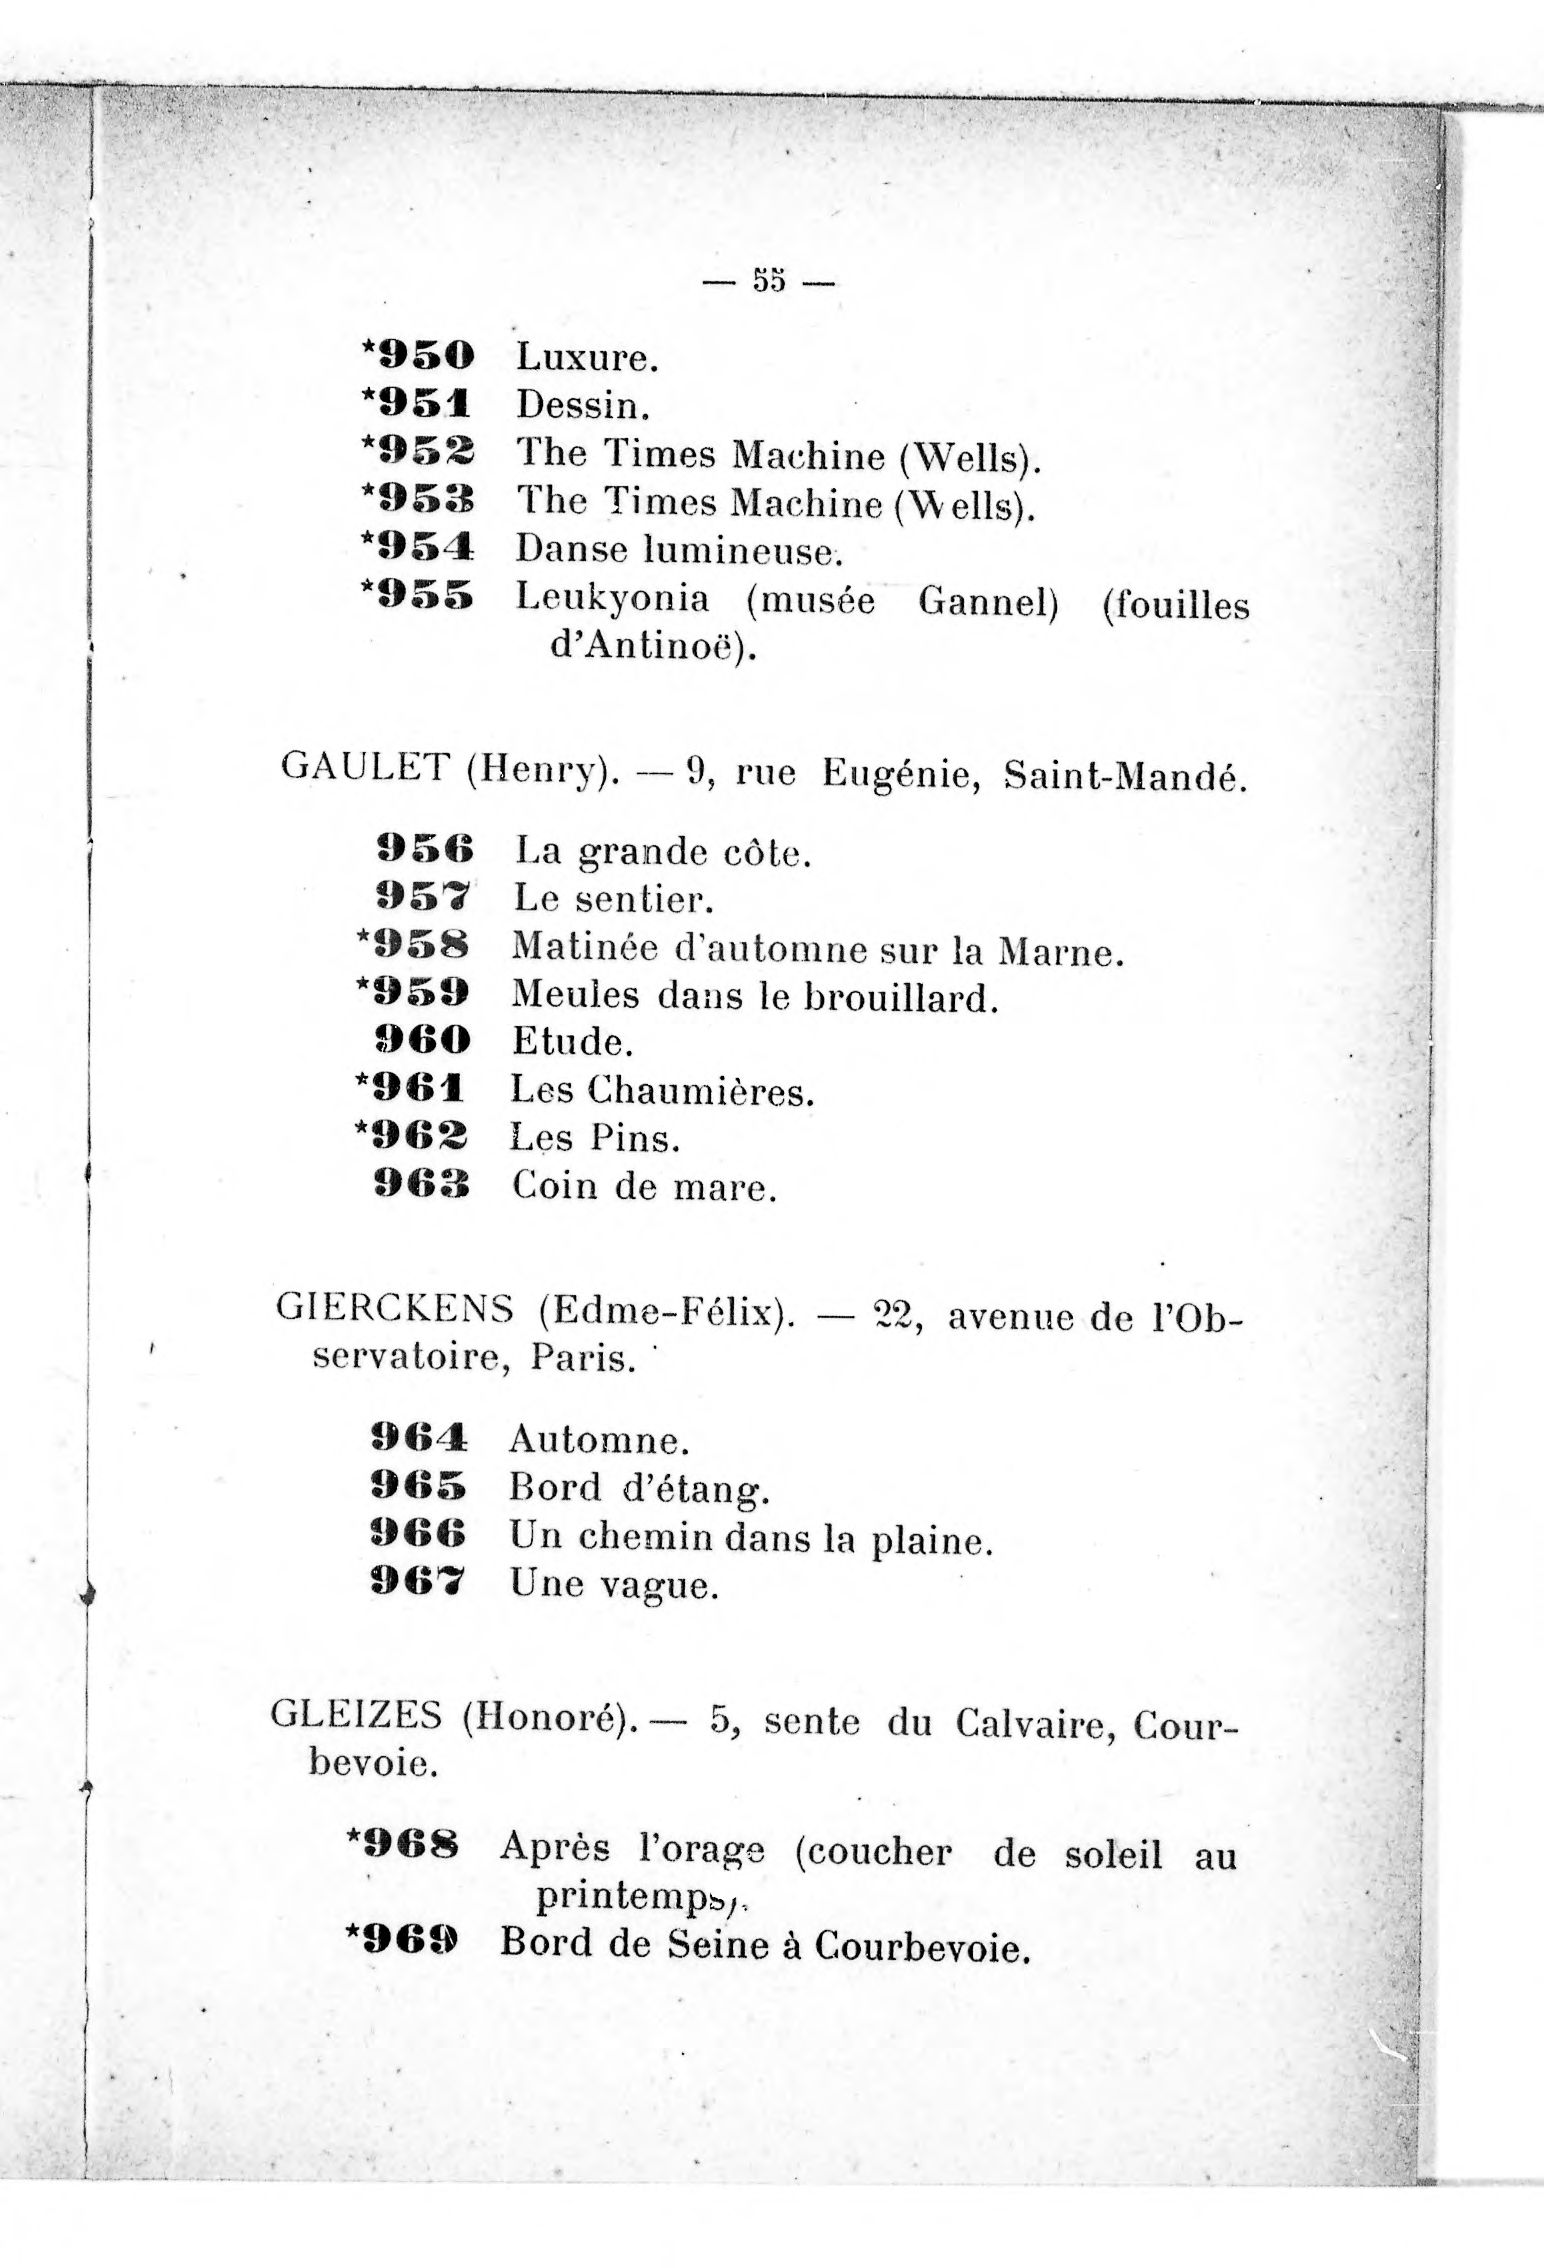 — 55 —
*950 Luxure.
*951 Dessin.
*952 The Times Machine (Wells).
*953 The Times Machine (Wells).
*954 Danse lumineuse.
*955 Leukyonia (musée Gannel) (fouilles
d'Antinoë).
GAULET (Henry). — 9, rue Eugénie, Saint-Mandé.
956 La grande côte.
957 Le sentier.
*958 Matinée d'automne sur la Marne.
*959 Meules dans le brouillard.
960 Etude.
*961 Les Chaumières.
*962 Les Pins.
963 Coin de mare.
GIERCKENS (Edme-Félix). — 22, avenue de l'Ob-
servatoire, Paris.
964 Automne.
965 Bord d'étang.
966 Un chemin dans la plaine.
967 Une vague.
GLEIZES (Honoré). — 5, sente du Calvaire, Cour-
bevoie.
*968 Après l'orage (coucher de soleil au
printemps).
*969 Bord de Seine à Courbevoie.